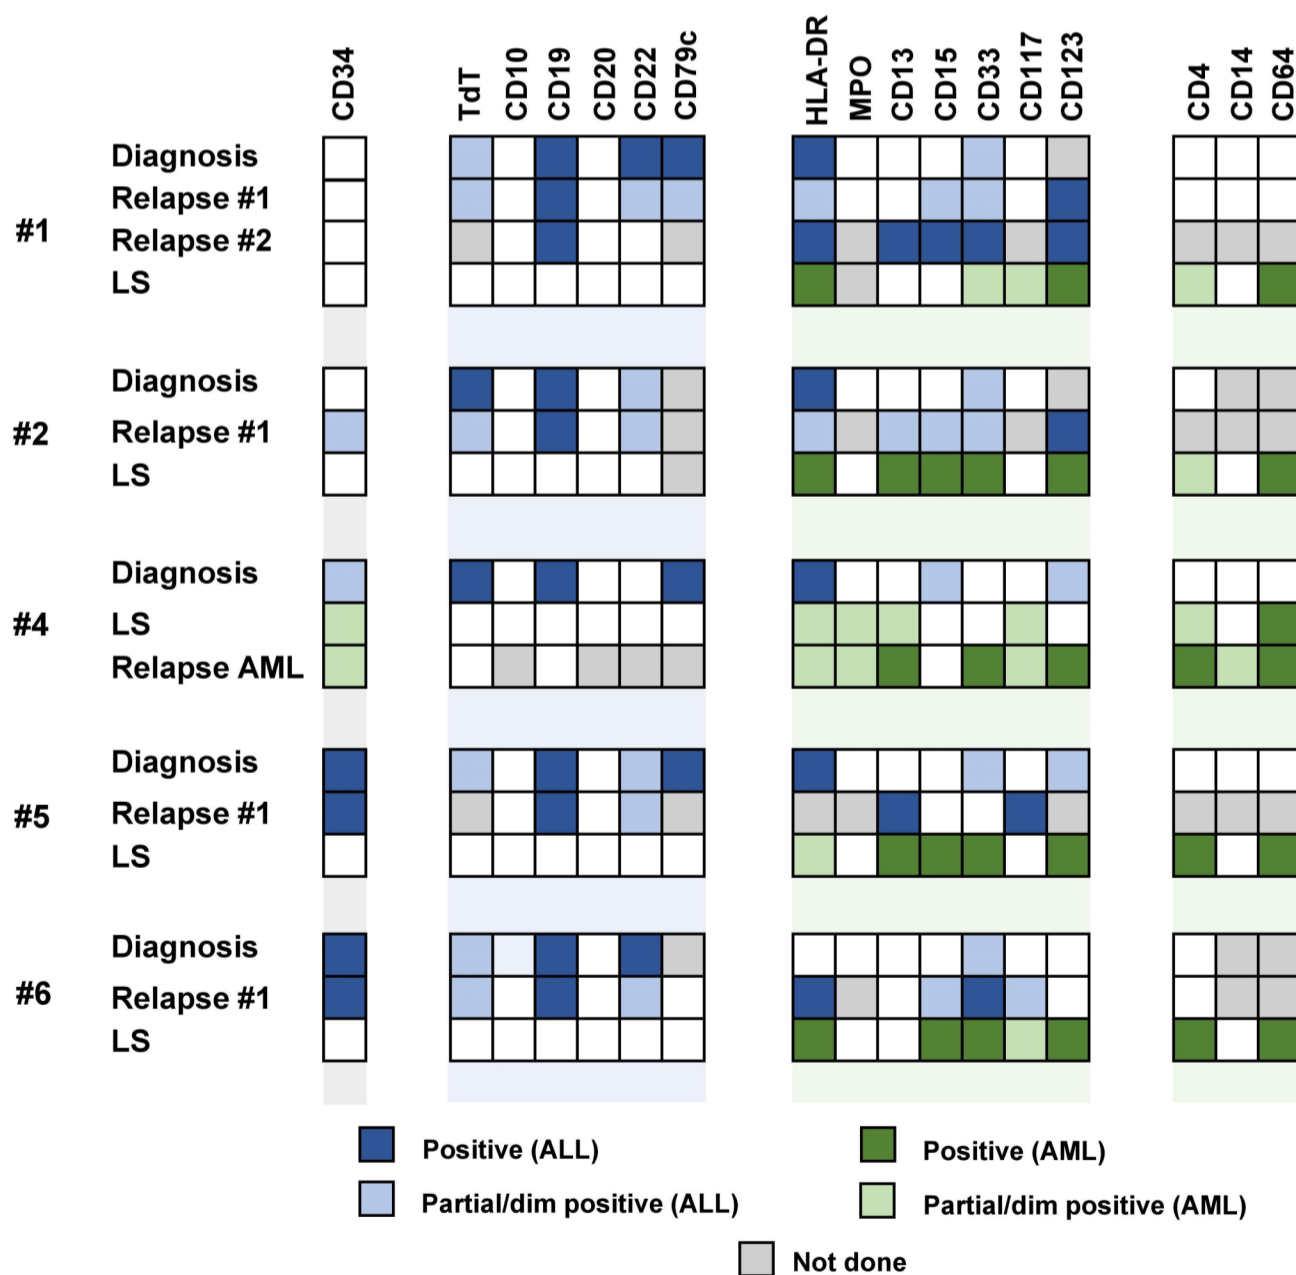 CD34 TdT CD10 CD19 CD20 CD22 CD79c HLA-DR MPO CD13 CD15 CD33 CD117 CD123 CD4 CD14 CD64
#1
Diagnosis
Relapse #1
Relapse #2
LS
#2
Diagnosis
Relapse #1
LS
#4
Diagnosis
LS
Relapse AML
#5
Diagnosis
Relapse #1
LS
#6
Diagnosis
Relapse #1
LS
Positive (ALL)
Positive (AML)
Partial/dim positive (ALL)
Partial/dim positive (AML)
Not done